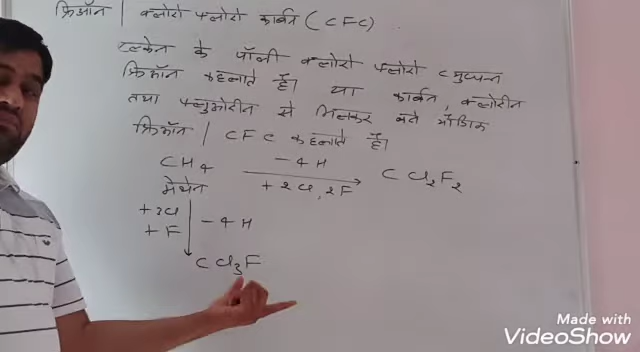 फ्रिऑन / क्लोरो फ्लोरो कार्बन (CFC)
एल्केन के पॉली क्लोरो फ्लोरो व्युत्पन्न
फ्रिऑन कहलाते हैं। या कार्बन, क्लोरीन
तथा फ्लुओरीन से मिलकर बने यौगिक
फ्रिऑन / CFC कहलाते हैं।
CH4 -4H CCl2F2
मेथेन +2Cl, 2F
+3Cl -4H
+F
CCl3F
Made with
VideoShow